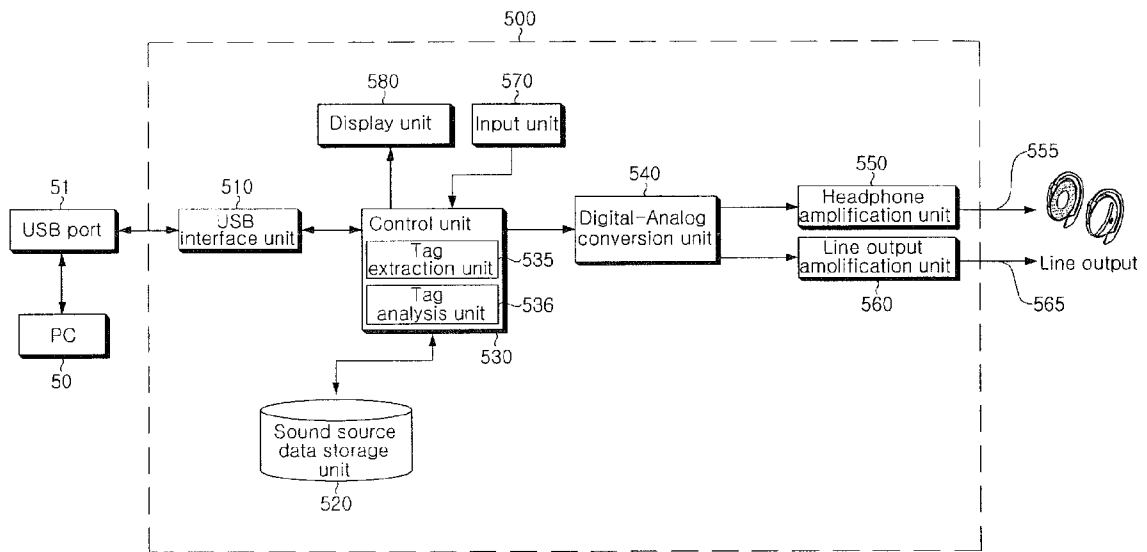 500
580
570
Display unit
Input unit
555
51
510
540
550
USB port
USB
interface unit
Control unit
Digital-Analog
conversion unit
Headphone
amplification unit
Tag
extraction unit
535
Line output
amplification unit
Line output
Tag
analysis unit
536
560
565
PC
530
50
Sound source
data storage
unit
520